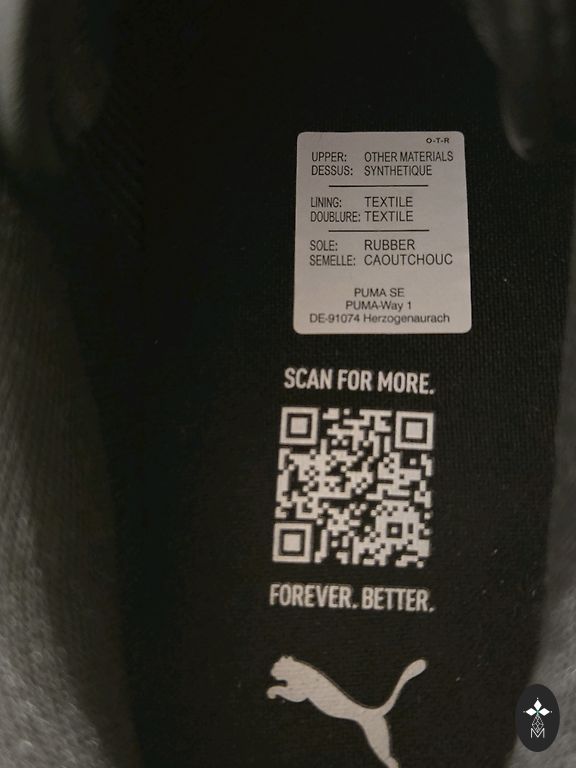 O-T-R
UPPER: OTHER MATERIALS
DESSUS: SYNTHETIQUE
LINING: TEXTILE
DOUBLURE: TEXTILE
SOLE: RUBBER
SEMELLE: CAOUTCHOUC
PUMA SE
PUMA-Way 1
DE-91074 Herzogenaurach
SCAN FOR MORE.
FOREVER. BETTER.
M